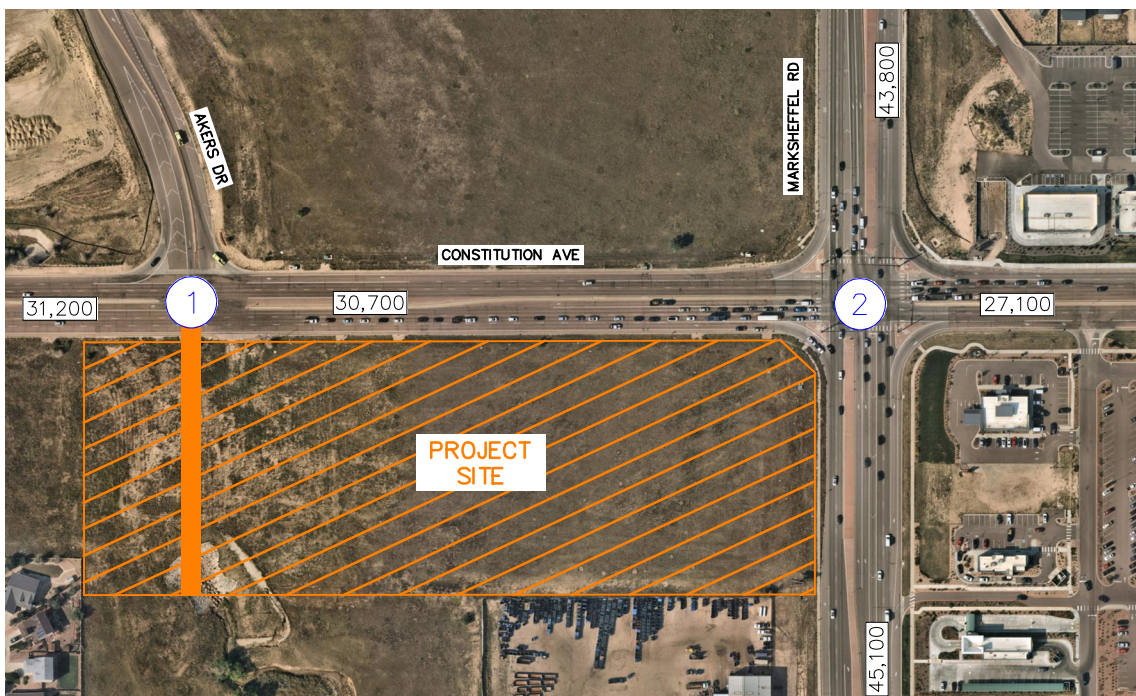 43,800
MARKSHEFFEL RD
AKERS DR
CONSTITUTION AVE
31,200
1
30,700
2
27,100
PROJECT
SITE
45,100